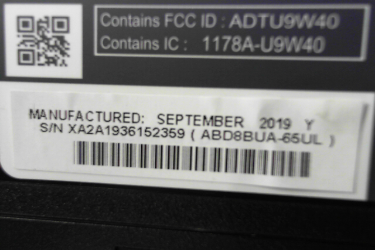 Contains FCC ID : ADTU9W40
Contains IC : 1178A-U9W40
MANUFACTURED: SEPTEMBER 2019 Y
S/N XA2A1936152359 ( ABD8BUA-65UL )